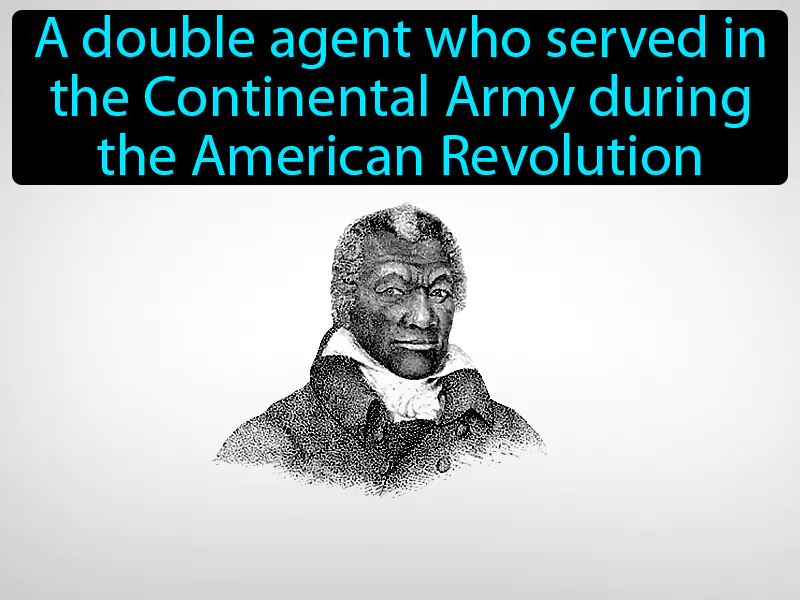 A double agent who served in
the Continental Army during
the American Revolution